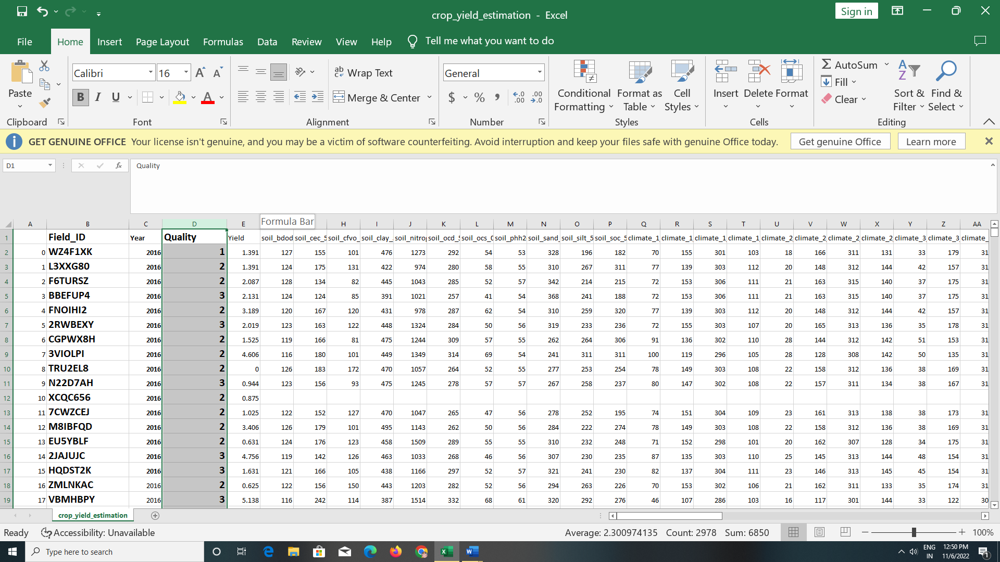 crop_yield_estimation - Excel
Sign in
File Home Insert Page Layout Formulas Data Review View Help Tell me what you want to do
Paste
Clipboard
Calibri 16
B I U
Font
Wrap Text
Merge & Center
Alignment
General
$ % ,
Number
Conditional Formatting
Format as Table
Cell Styles
Styles
Insert Delete Format
Cells
AutoSum
Fill
Clear
Sort & Filter
Find & Select
Editing
GET GENUINE OFFICE Your license isn't genuine, and you may be a victim of software counterfeiting. Avoid interruption and keep your files safe with genuine Office today. Get genuine Office Learn more
D1 fx Quality
Formula Bar
A B C D E H I J K L M N O P Q R S T U V W X Y Z AA
1 Field_ID Year Quality Yield soil_bdod soil_cec_5 soil_cfvo_ soil_clay_ soil_nitrog soil_ocd_5 soil_ocs_0 soil_phh2 soil_sand_ soil_silt_5 soil_soc_5 climate_1 climate_1 climate_1 climate_1 climate_2 climate_2 climate_2 climate_2 climate_3 climate_3 climate_
2 0 WZ4F1XK 2016 1 1.391 127 155 101 476 1273 292 54 53 328 196 182 70 155 301 103 18 166 311 131 33 179 31
3 1 L3XXG80 2016 2 1.391 124 175 131 422 974 280 58 55 310 267 311 77 139 303 112 20 148 312 144 42 157 31
4 2 F6TURSZ 2016 2 2.087 128 134 82 445 1043 285 52 57 342 214 215 72 153 306 111 21 163 315 140 37 175 31
5 3 BBEFUP4 2016 3 2.131 124 124 85 391 1021 257 41 54 368 241 188 72 153 306 111 21 163 315 140 37 175 31
6 4 FNOIHI2 2016 2 3.189 120 167 120 431 978 287 62 54 310 259 320 77 139 303 112 20 148 312 144 42 157 31
7 5 2RWBEXY 2016 3 2.019 123 163 122 448 1324 284 50 56 319 233 236 72 155 303 107 20 165 313 136 35 178 31
8 6 CGPWX8H 2016 2 1.525 119 166 81 475 1244 309 57 55 262 264 306 91 136 302 110 28 144 312 142 51 153 31
9 7 3VIOLPI 2016 2 4.606 116 180 101 449 1349 314 69 54 241 311 311 100 119 296 105 28 128 308 142 50 135 31
10 8 TRU2EL8 2016 2 0 126 183 172 470 1057 264 52 55 277 253 254 78 149 303 108 22 158 312 136 38 169 31
11 9 N22D7AH 2016 3 0.944 123 156 93 475 1245 278 57 57 267 258 237 80 147 302 108 22 157 311 134 38 167 31
12 10 XCQC656 2016 2 0.875
13 11 7CWZCEJ 2016 2 1.025 122 152 127 470 1047 265 47 56 278 252 195 74 151 304 109 23 161 313 138 38 173 31
14 12 M8IBFQD 2016 2 3.406 126 179 101 495 1143 262 50 56 284 222 274 78 149 303 108 22 158 312 136 38 169 31
15 13 EU5YBLF 2016 2 0.631 124 176 123 458 1509 289 55 55 310 232 248 71 152 298 101 20 162 307 128 34 175 31
16 14 2JAJUJC 2016 3 4.756 119 142 126 463 1033 268 46 56 307 230 235 87 135 303 110 25 145 313 144 48 154 31
17 15 HQDST2K 2016 3 1.631 121 166 105 438 1166 297 52 57 321 241 230 82 137 304 111 23 146 313 145 45 154 31
18 16 ZMLNKAC 2016 2 0.625 122 156 150 443 1203 282 52 56 294 263 226 70 153 302 106 21 162 311 133 35 174 31
19 17 VBMHBPY 2016 3 5.138 116 242 114 387 1514 332 68 61 320 292 276 46 107 286 103 16 117 301 144 33 122 30
crop_yield_estimation
Ready Accessibility: Unavailable Average: 2.300974135 Count: 2978 Sum: 6850 100%
Type here to search
ENG IN
12:50 PM
11/6/2022
1